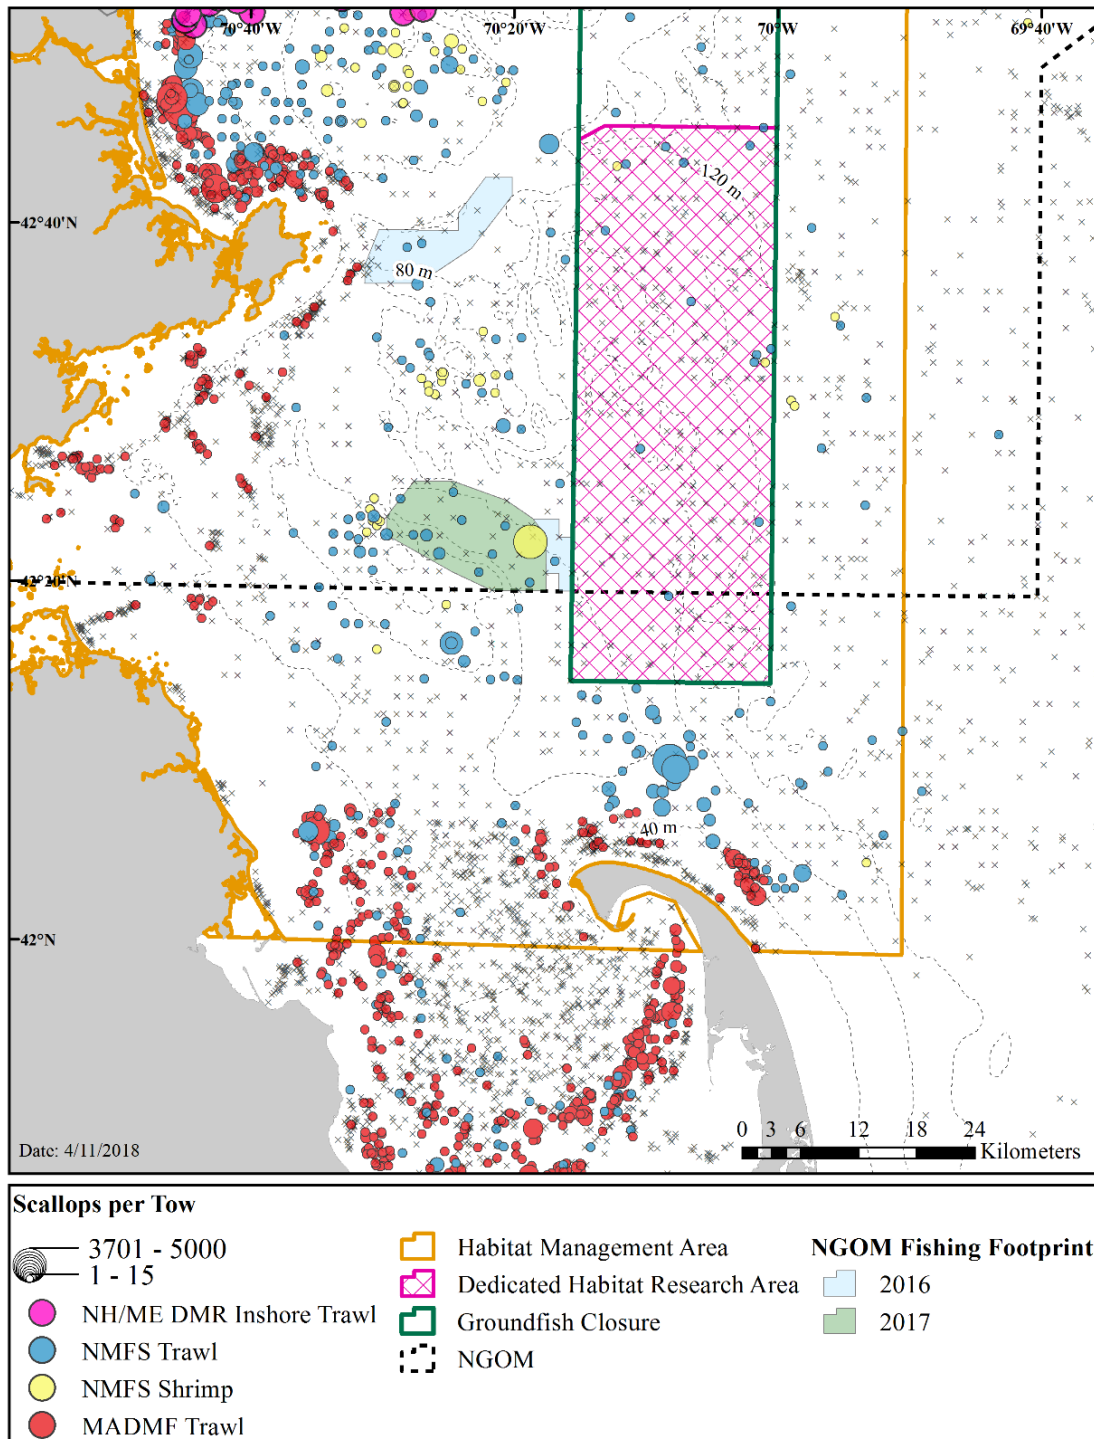 70°40'W 70°20'W 70°W 69°40'W
120 m
42°40'N
80 m
42°20'N
40 m
42°N
0 3 6 12 18 24
Kilometers
Date: 4/11/2018
Scallops per Tow
3701 - 5000
1 - 15
NH/ME DMR Inshore Trawl
NMFS Trawl
NMFS Shrimp
MADMF Trawl
Habitat Management Area
Dedicated Habitat Research Area
Groundfish Closure
NGOM
NGOM Fishing Footprint
2016
2017